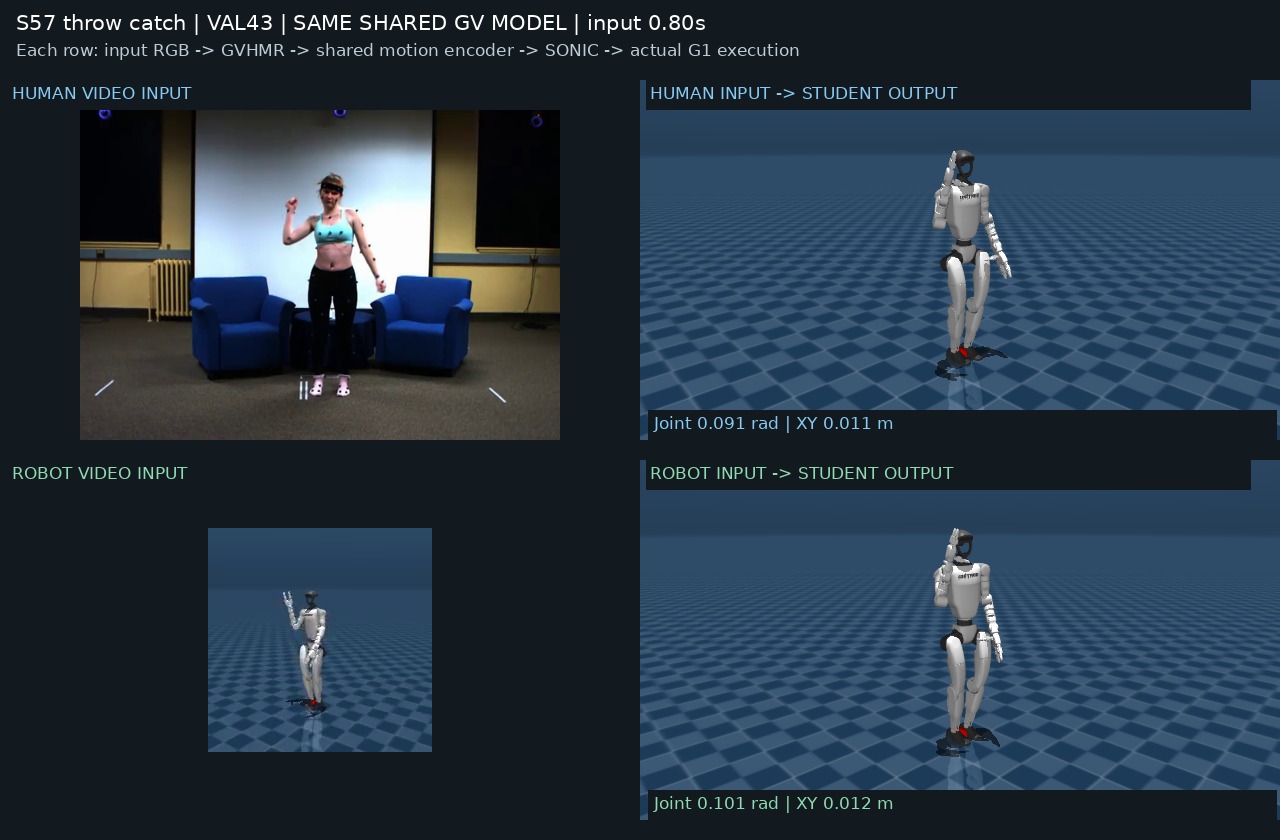 S57 throw catch | VAL43 | SAME SHARED GV MODEL | input 0.80s
Each row: input RGB -> GVHMR -> shared motion encoder -> SONIC -> actual G1 execution
HUMAN VIDEO INPUT
HUMAN INPUT -> STUDENT OUTPUT
Joint 0.091 rad | XY 0.011 m
ROBOT VIDEO INPUT
ROBOT INPUT -> STUDENT OUTPUT
Joint 0.101 rad | XY 0.012 m